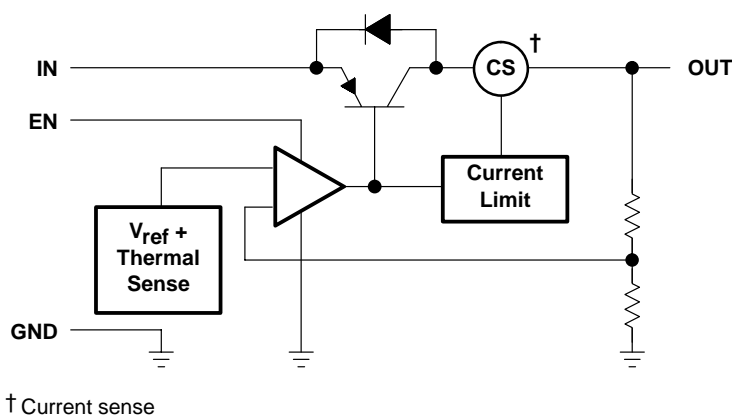 †
IN
CS
OUT
EN
Current
Limit
Vref +
Thermal
Sense
GND
† Current sense